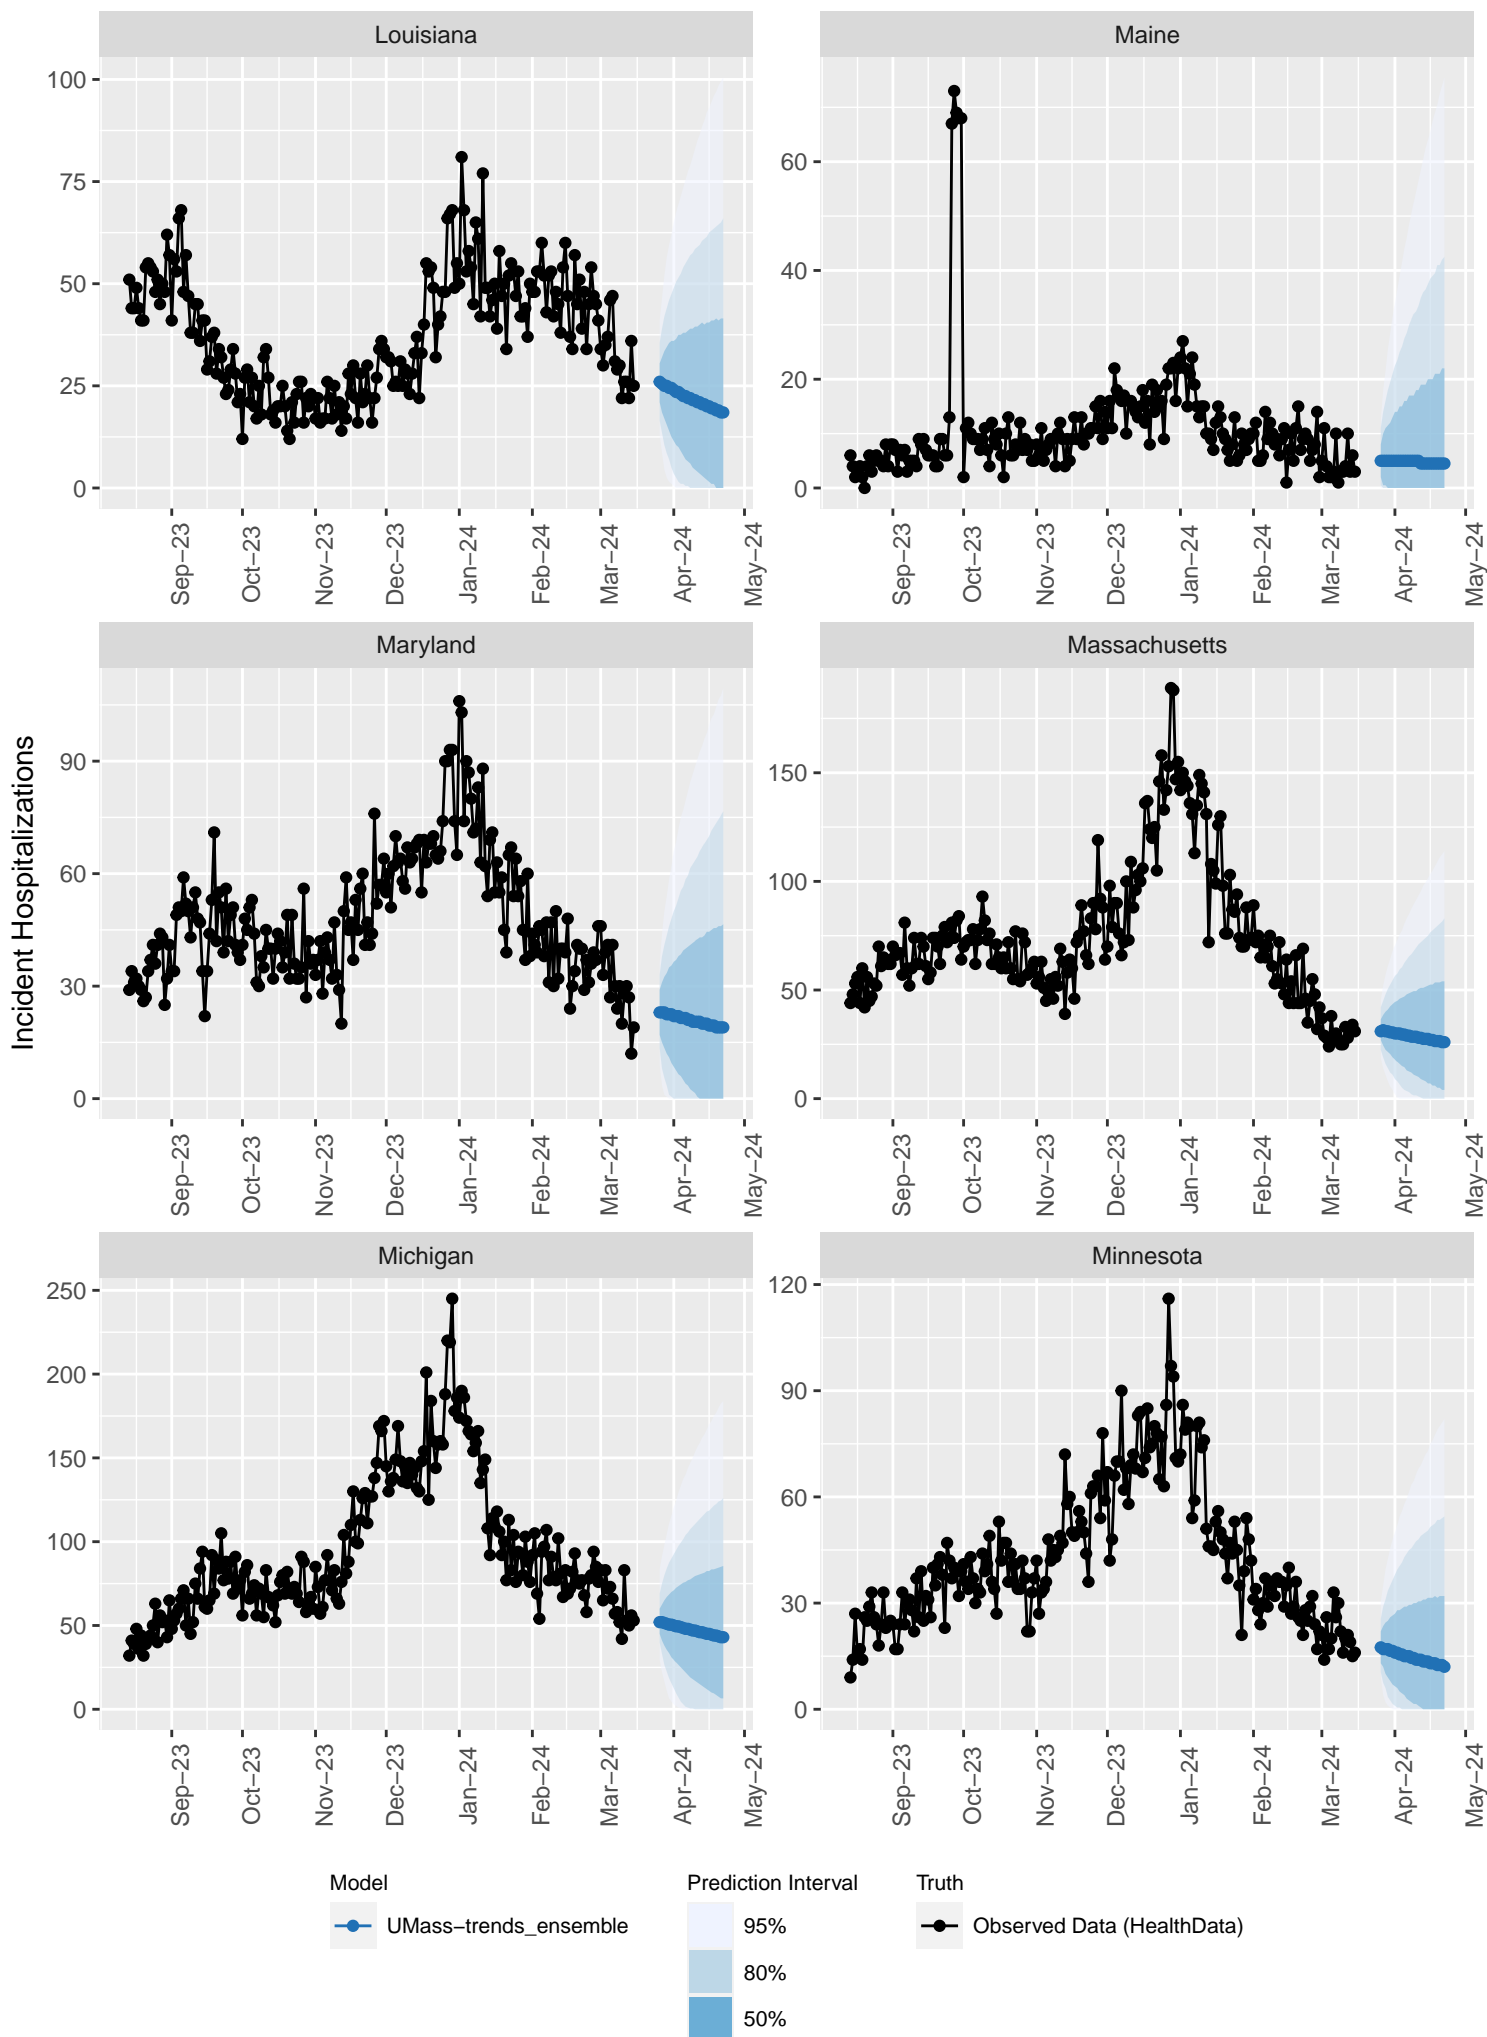 Louisiana
Maine
100
75
50
25
0
60
40
20
0
Sep−23
Oct−23
Nov−23
Dec−23
Jan−24
Feb−24
Mar−24
Apr−24
May−24
Sep−23
Oct−23
Nov−23
Dec−23
Jan−24
Feb−24
Mar−24
Apr−24
May−24
Incident Hospitalizations
Maryland
Massachusetts
90
60
30
0
150
100
50
0
Sep−23
Oct−23
Nov−23
Dec−23
Jan−24
Feb−24
Mar−24
Apr−24
May−24
Sep−23
Oct−23
Nov−23
Dec−23
Jan−24
Feb−24
Mar−24
Apr−24
May−24
Michigan
Minnesota
250
200
150
100
50
0
120
90
60
30
0
Sep−23
Oct−23
Nov−23
Dec−23
Jan−24
Feb−24
Mar−24
Apr−24
May−24
Sep−23
Oct−23
Nov−23
Dec−23
Jan−24
Feb−24
Mar−24
Apr−24
May−24
Model
UMass−trends_ensemble
Prediction Interval
95%
80%
50%
Truth
Observed Data (HealthData)